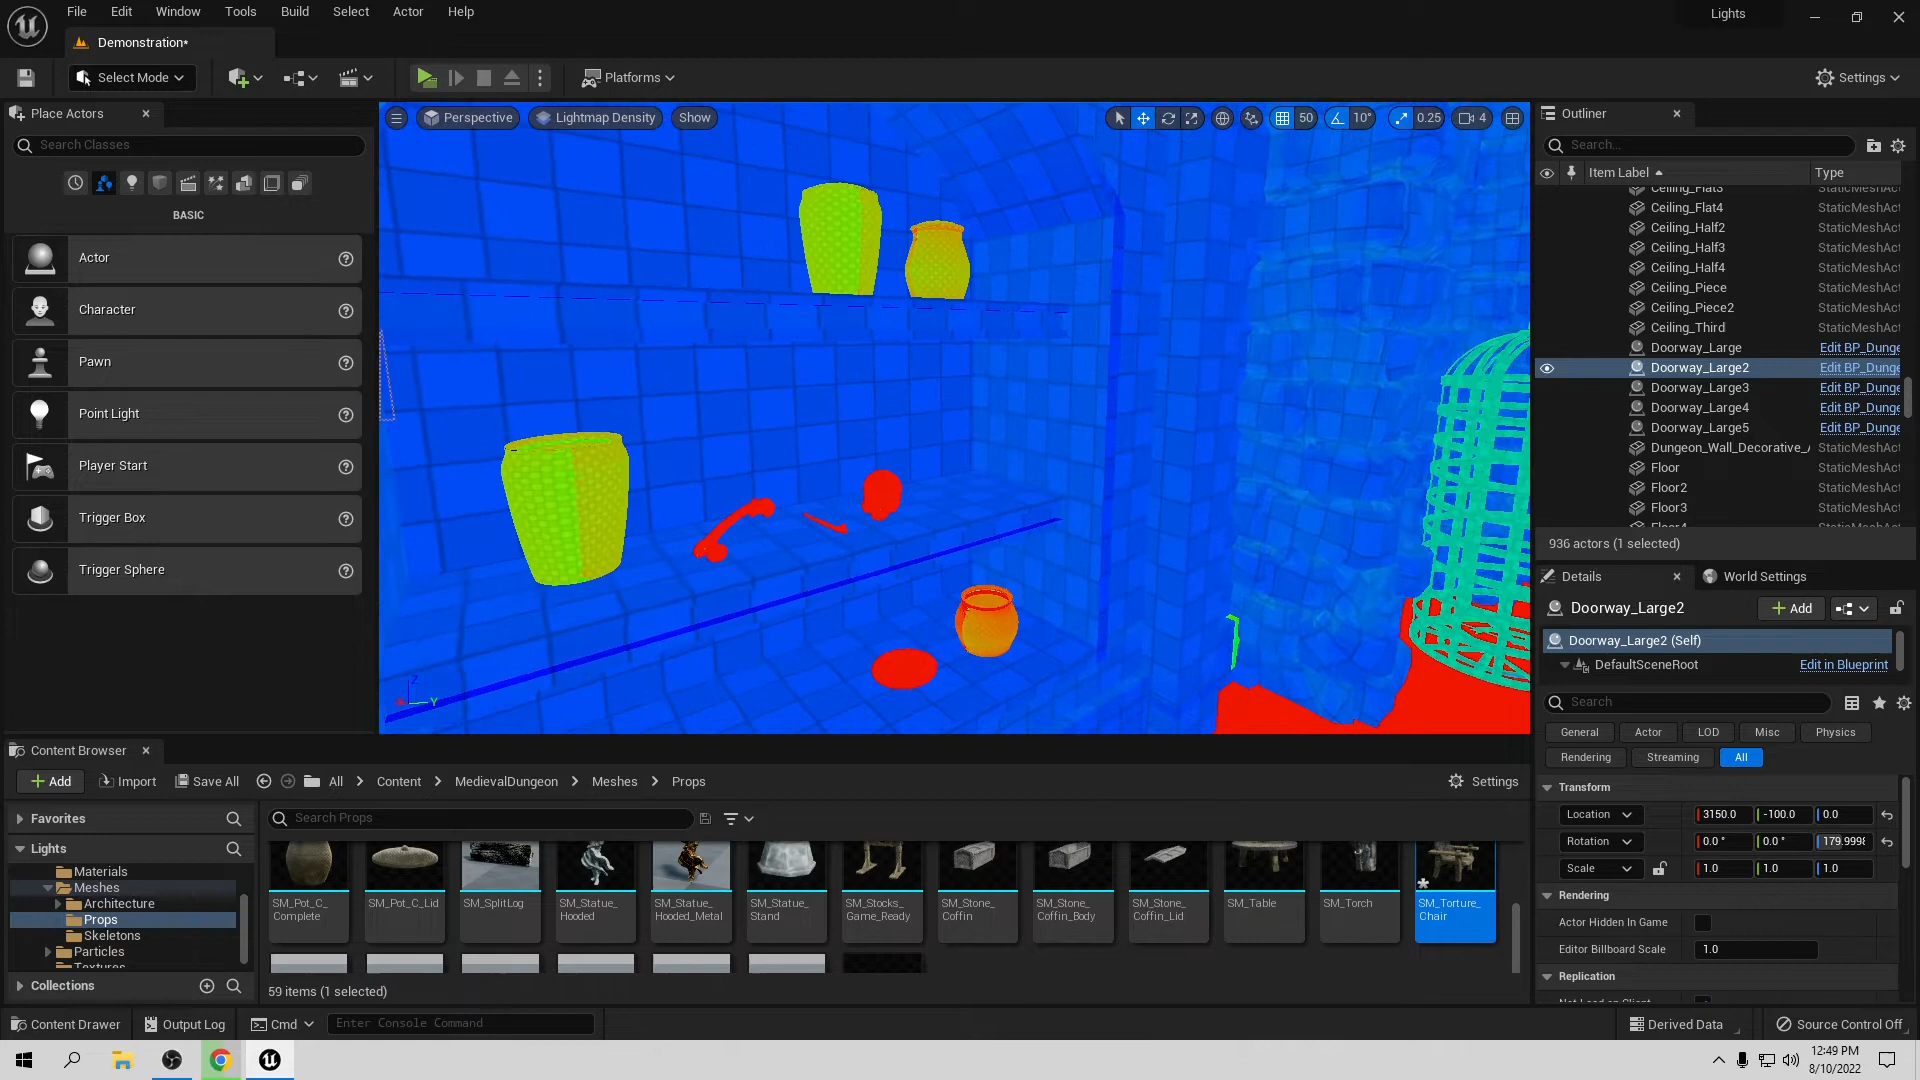 File Edit Window Tools Build Select Actor Help
Lights
Demonstration*
Select Mode
Platforms
Settings
Place Actors
Search Classes
BASIC
Actor
Character
Pawn
Point Light
Player Start
Trigger Box
Trigger Sphere
Perspective Lightmap Density Show
50 10° 0.25 4
Z
Y
Outliner
Search...
Item Label Type
Ceiling_Flat3 StaticMeshAct
Ceiling_Flat4 StaticMeshAct
Ceiling_Half2 StaticMeshAct
Ceiling_Half3 StaticMeshAct
Ceiling_Half4 StaticMeshAct
Ceiling_Piece StaticMeshAct
Ceiling_Piece2 StaticMeshAct
Ceiling_Third StaticMeshAct
Doorway_Large Edit BP_Dunge
Doorway_Large2 Edit BP_Dunge
Doorway_Large3 Edit BP_Dunge
Doorway_Large4 Edit BP_Dunge
Doorway_Large5 Edit BP_Dunge
Dungeon_Wall_Decorative_ StaticMeshAct
Floor StaticMeshAct
Floor2 StaticMeshAct
Floor3 StaticMeshAct
936 actors (1 selected)
Details World Settings
Doorway_Large2 Add
Doorway_Large2 (Self)
DefaultSceneRoot Edit in Blueprint
Search
General Actor LOD Misc Physics
Rendering Streaming All
Transform
Location 3150.0 -100.0 0.0
Rotation 0.0 ° 0.0 ° 179.999
Scale 1.0 1.0 1.0
Rendering
Actor Hidden In Game
Editor Billboard Scale 1.0
Replication
Content Browser
Add Import Save All All Content MedievalDungeon Meshes Props Settings
Favorites
Search Props
Lights
Materials
Meshes
Architecture
Props
Skeletons
Particles
Textures
Collections
SM_Pot_C_
Complete
SM_Pot_C_Lid
SM_SplitLog
SM_Statue_
Hooded
SM_Statue_
Hooded_Metal
SM_Statue_
Stand
SM_Stocks_
Game_Ready
SM_Stone_
Coffin
SM_Stone_
Coffin_Body
SM_Stone_
Coffin_Lid
SM_Table
SM_Torch
SM_Torture_
Chair
59 items (1 selected)
Content Drawer Output Log Cmd Enter Console Command Derived Data Source Control Off
12:49 PM
8/10/2022